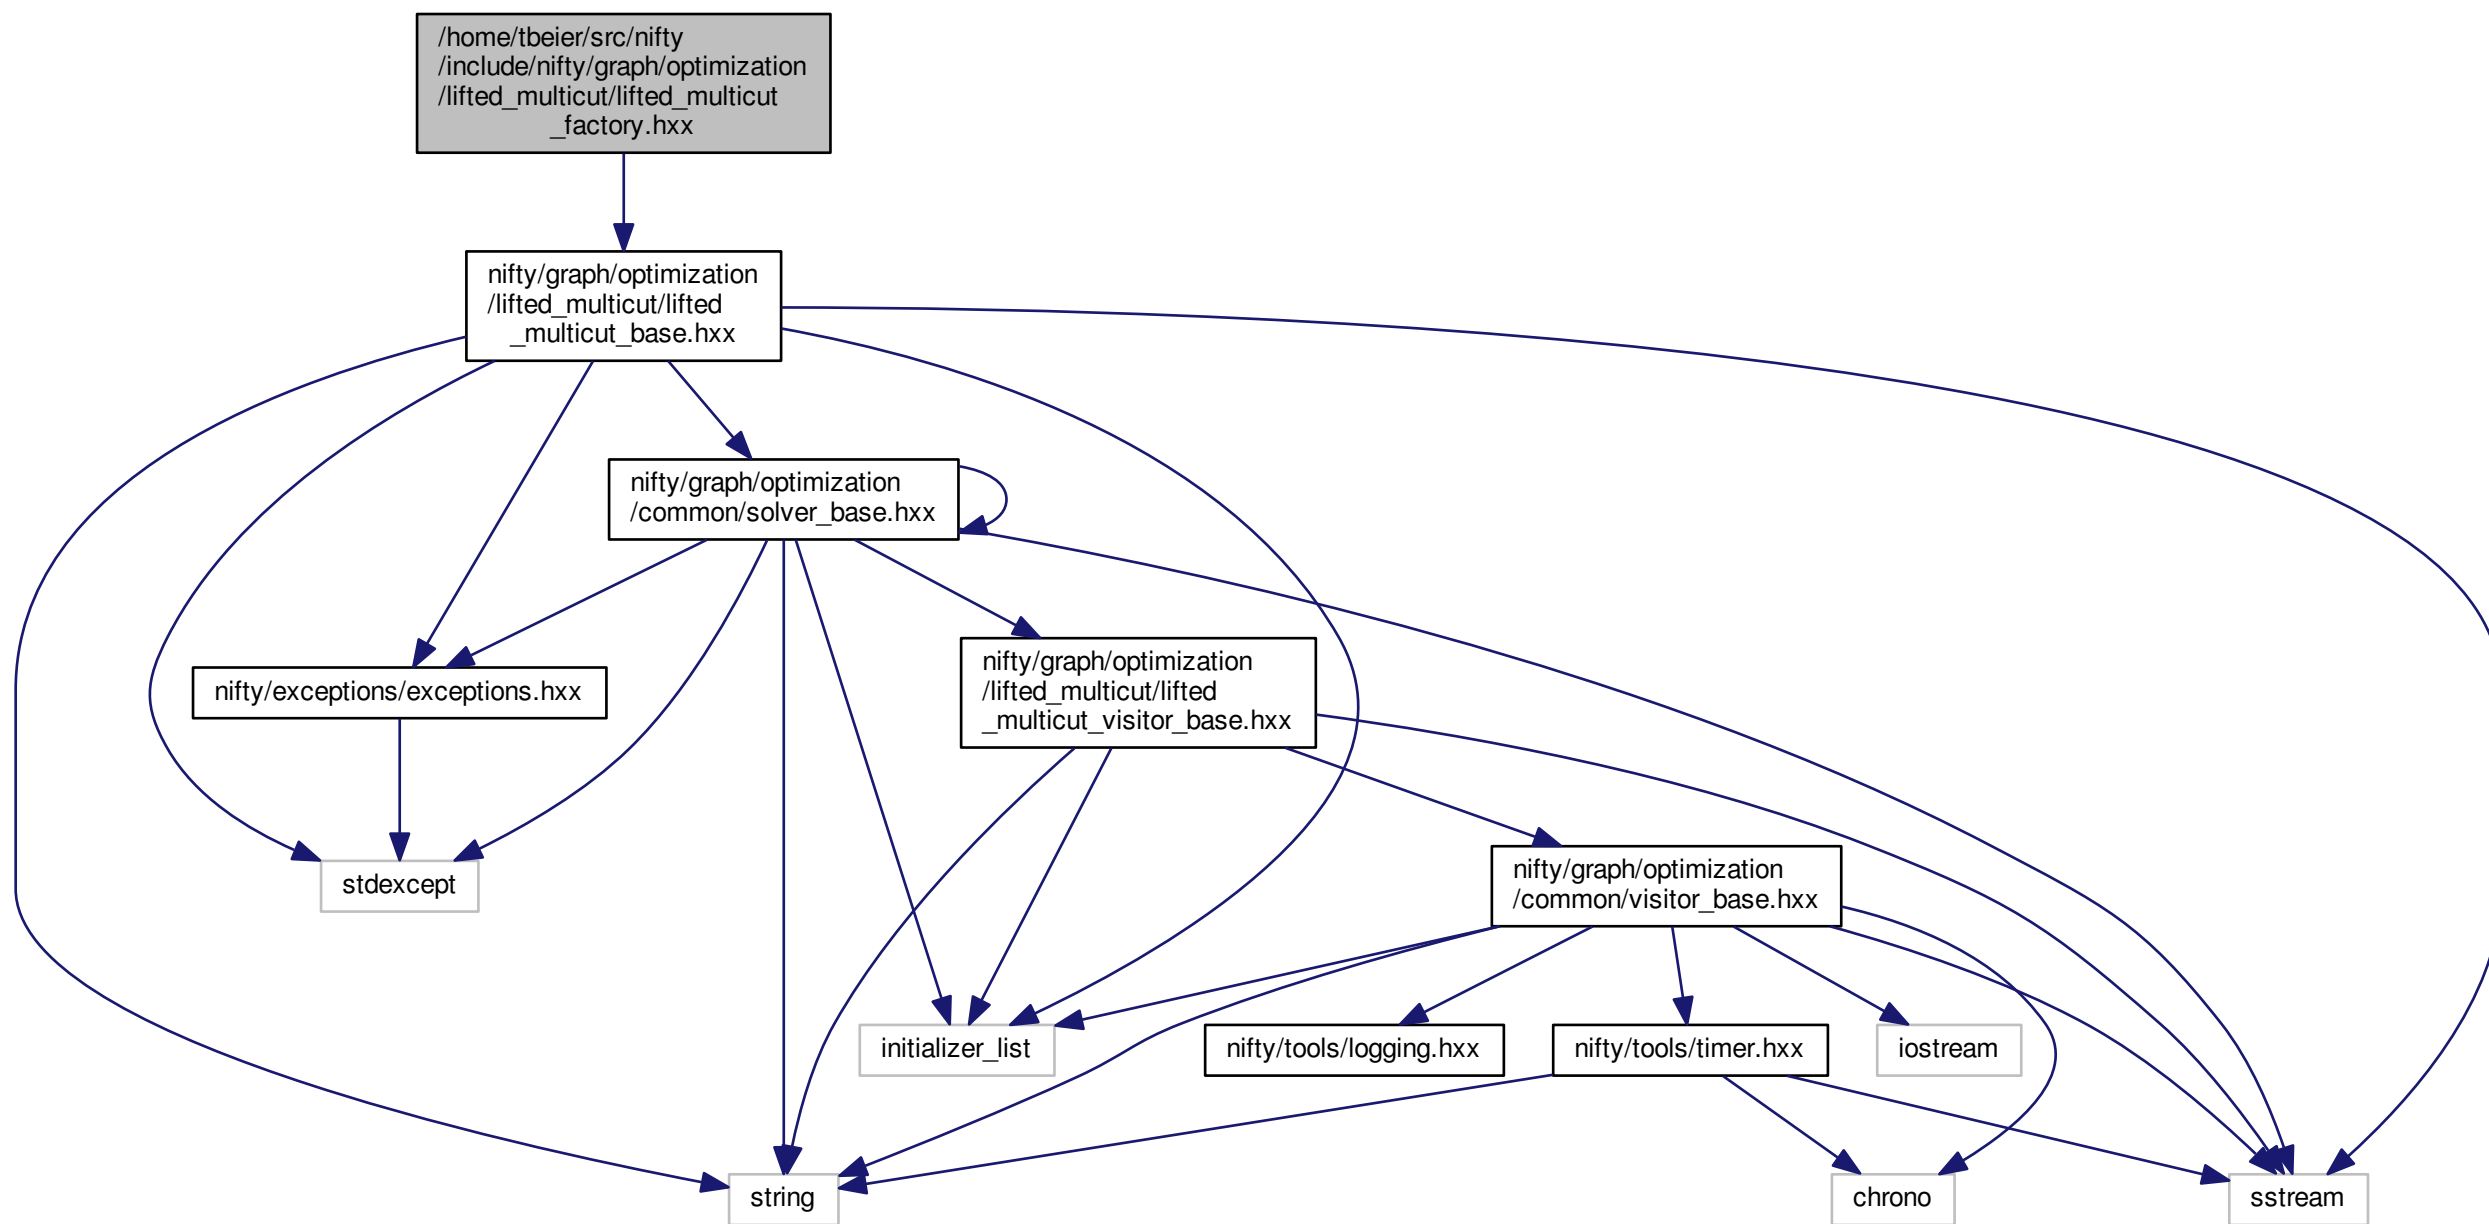 /home/tbeier/src/nifty
/include/nifty/graph/optimization
/lifted_multicut/lifted_multicut
_factory.hxx
nifty/graph/optimization
/lifted_multicut/lifted
_multicut_base.hxx
nifty/graph/optimization
/common/solver_base.hxx
nifty/exceptions/exceptions.hxx
nifty/graph/optimization
/lifted_multicut/lifted
_multicut_visitor_base.hxx
stdexcept
nifty/graph/optimization
/common/visitor_base.hxx
initializer_list
nifty/tools/logging.hxx
nifty/tools/timer.hxx
iostream
string
chrono
sstream